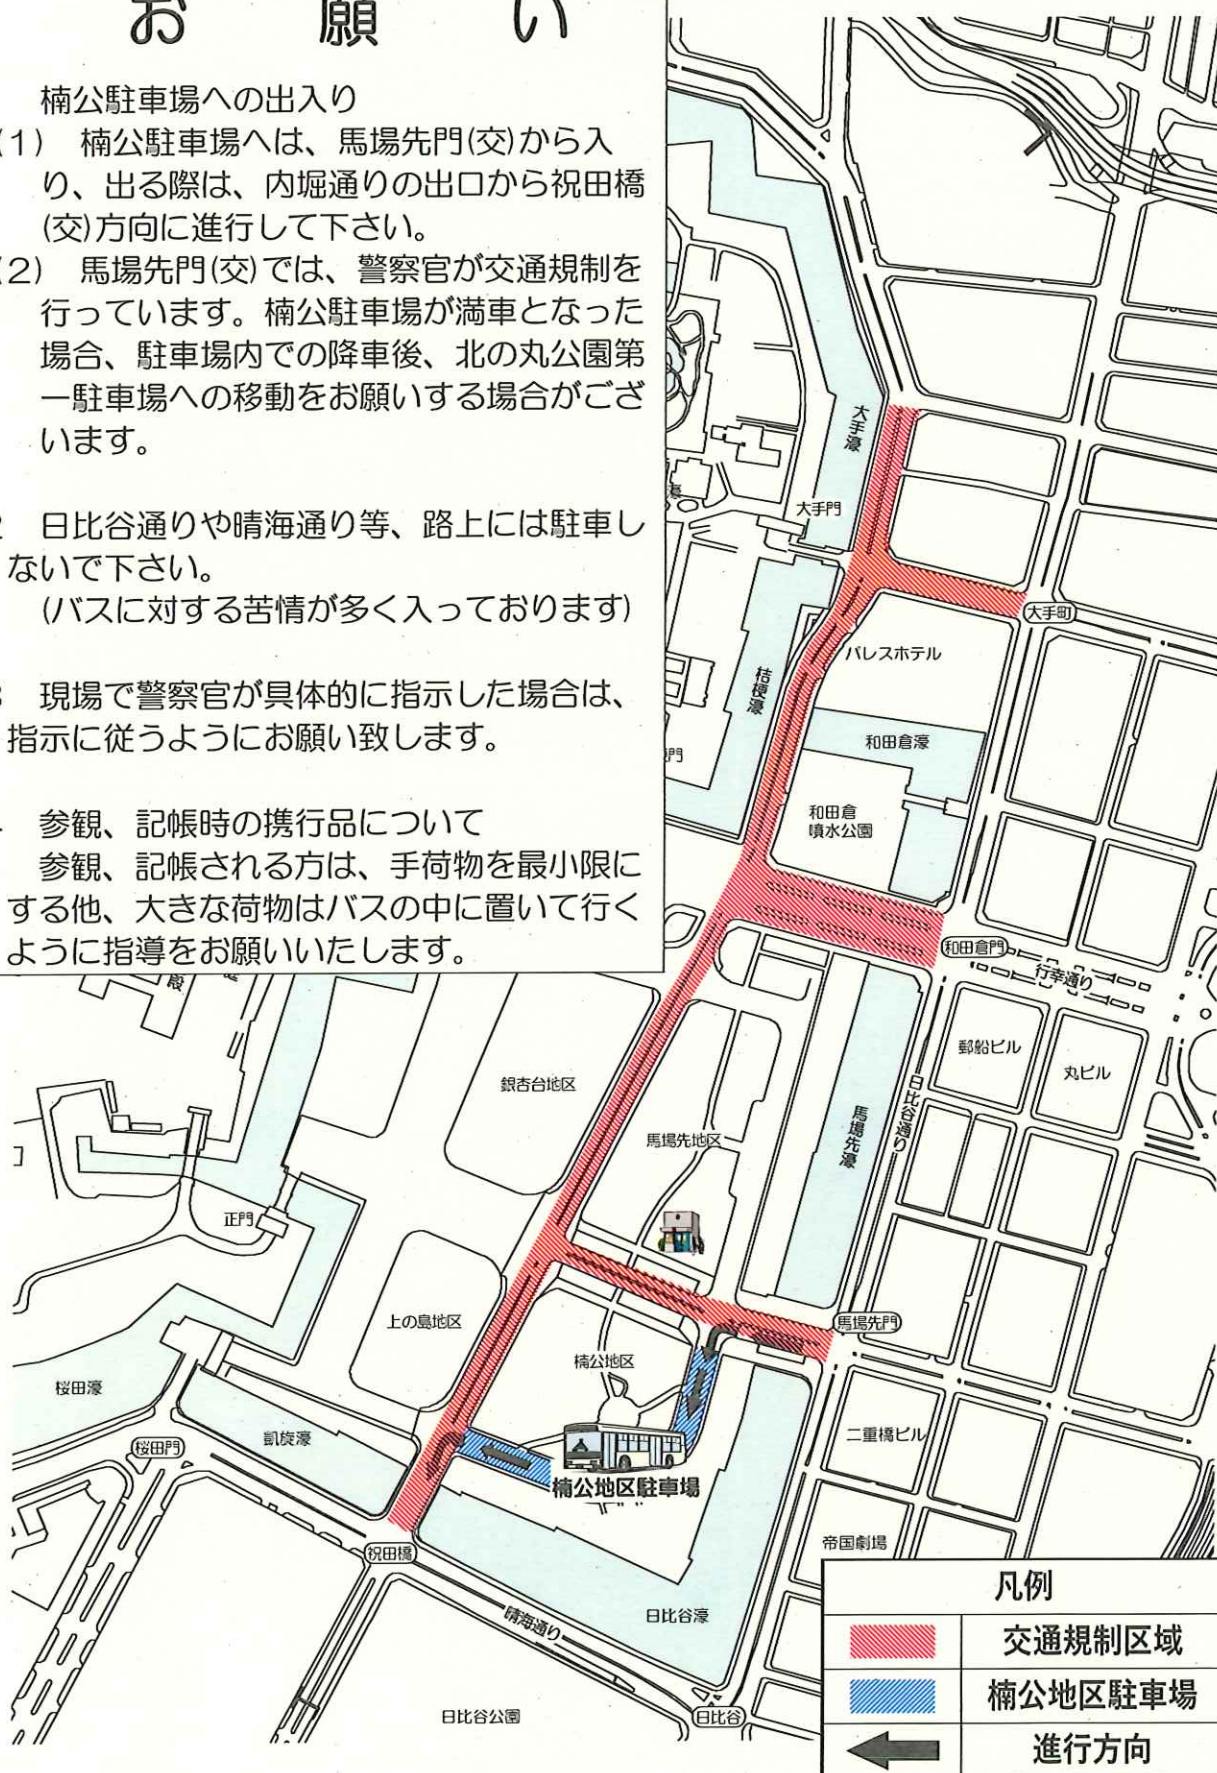 お願い
楠公駐車場への出入り
(1) 楠公駐車場へは、馬場先門(交)から入
り、出る際は、内堀通りの出口から祝田橋
(交)方向に進行して下さい。
(2) 馬場先門(交)では、警察官が交通規制を
行っています。楠公駐車場が満車となった
場合、駐車場内での降車後、北の丸公園第
一駐車場への移動をお願いする場合がござ
います。
日比谷通りや晴海通り等、路上には駐車し
ないで下さい。
(バスに対する苦情が多く入っております)
現場で警察官が具体的に指示した場合は、
指示に従うようにお願い致します。
参観、記帳時の携行品について
参観、記帳される方は、手荷物を最小限に
する他、大きな荷物はバスの中に置いて行く
ように指導をお願いいたします。
大手濠
大手門
大手町
パレスホテル
桔梗濠
和田倉濠
門
和田倉
噴水公園
和田倉門
行幸通り
殿
郵船ビル
丸ビル
銀杏台地区
日比谷通り
馬場先濠
馬場先地区
正門
上の島地区
馬場先門
楠公地区
桜田濠
凱旋濠
桜田門
二重橋ビル
楠公地区駐車場
帝国劇場
祝田橋
晴海通り
日比谷濠
日比谷公園
日比谷
凡例
交通規制区域
楠公地区駐車場
進行方向